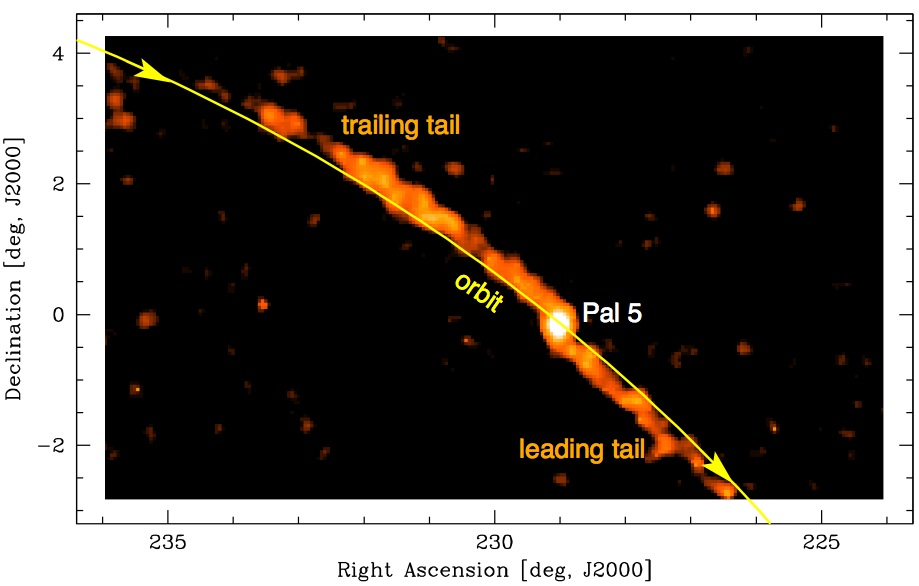 4
2
0
−2
Declination [deg, J2000]
trailing tail
orbit
Pal 5
leading tail
235
230
225
Right Ascension [deg, J2000]